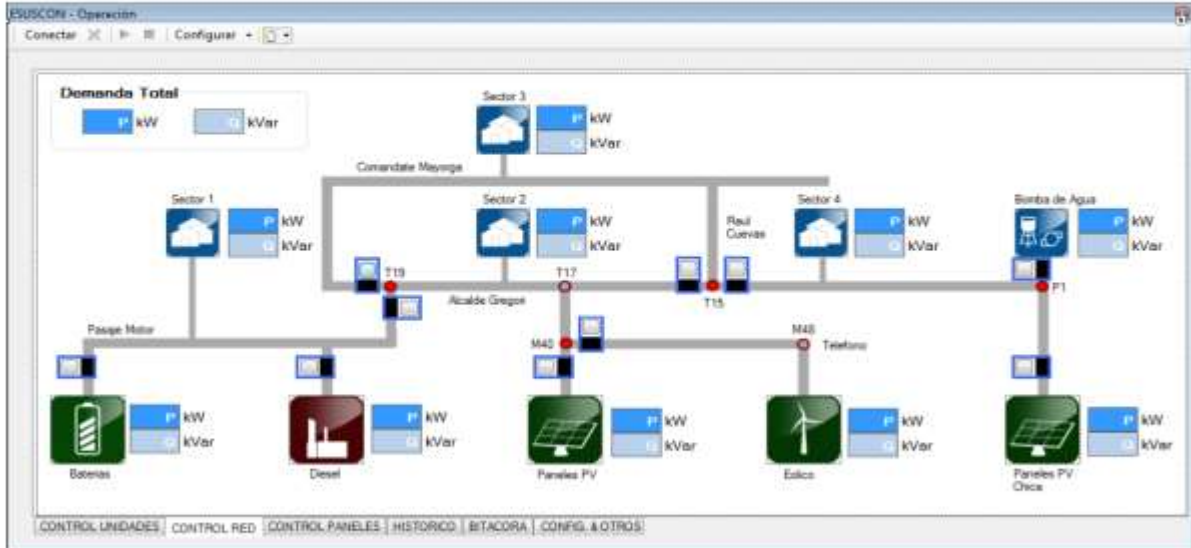 ESUSCON - Operación
Conectar Configurar
Demanda Total
P kW Q kVar
Sector 3
P kW
Q kVar
Comandate Mayorga
Sector 1
P kW
Q kVar
Sector 2
P kW
Q kVar
Raul
Cuevas
Sector 4
P kW
Q kVar
Bomba de Agua
P kW
Q kVar
T19
T17
T15
P1
Alcalde Gregori
Pasaje Motor
M42
M48
Telefono
P kW
Q kVar
Baterias
P kW
Q kVar
Diesel
P kW
Q kVar
Paneles PV
P kW
Q kVar
Eolico
P kW
Q kVar
Paneles PV
Chica
CONTROL UNIDADES CONTROL RED CONTROL PANELES HISTORICO BITACORA CONFIG. & OTROS